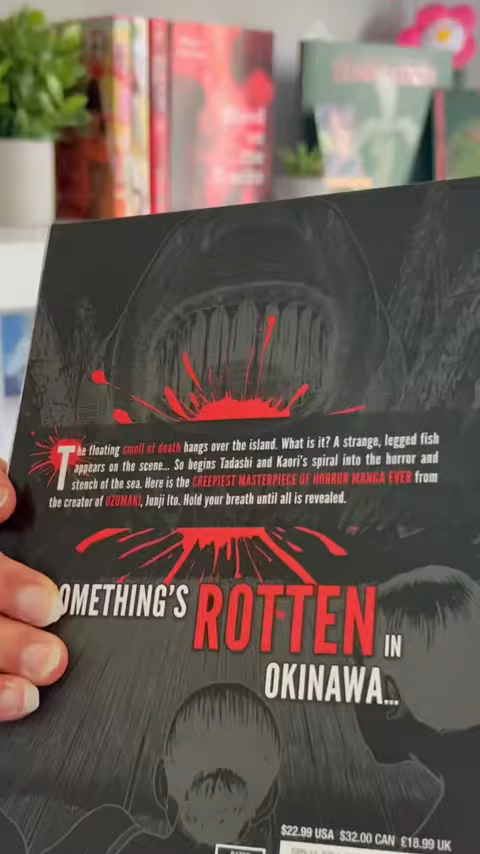 The floating smell of death hangs over the island. What is it? A strange, legged fish
appears on the scene... So begins Tadashi and Kaori's spiral into the horror and
stench of the sea. Here is the CREEPIEST MASTERPIECE OF HORROR MANGA EVER from
the creator of UZUMAKI, Junji Ito. Hold your breath until all is revealed.
OMETHING'S ROTTEN IN
OKINAWA...
$22.99 USA $32.00 CAN £18.99 UK
RATED